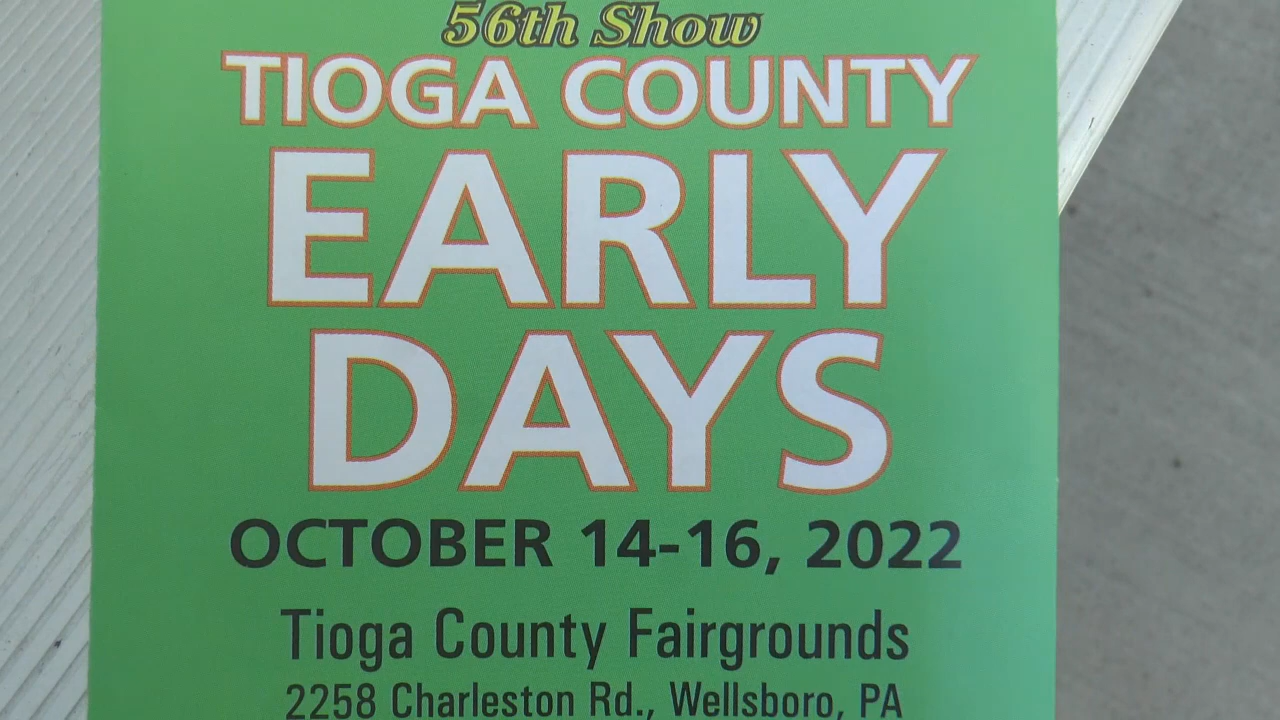 56th Show
TIOGA COUNTY
EARLY
DAYS
OCTOBER 14-16, 2022
Tioga County Fairgrounds
2258 Charleston Rd., Wellsboro, PA